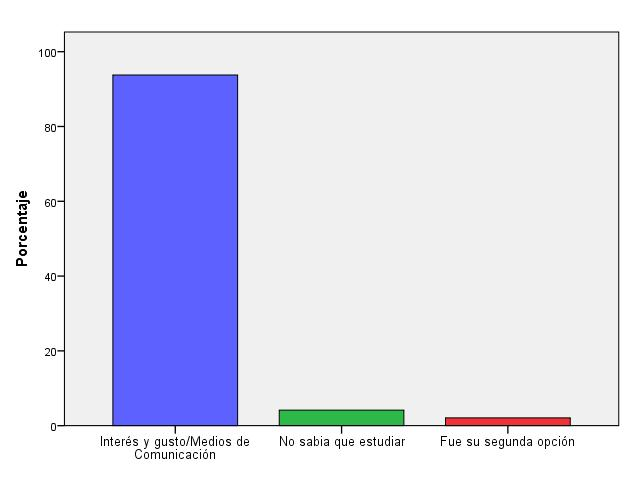 100
80
60
40
20
0
Porcentaje
Interés y gusto/Medios de
Comunicación
No sabia que estudiar
Fue su segunda opción